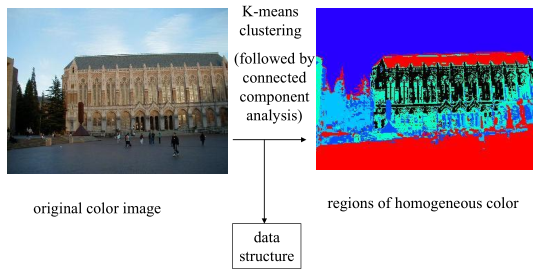 K-means
clustering
(followed by
connected
component
analysis)
original color image
regions of homogeneous color
data
structure